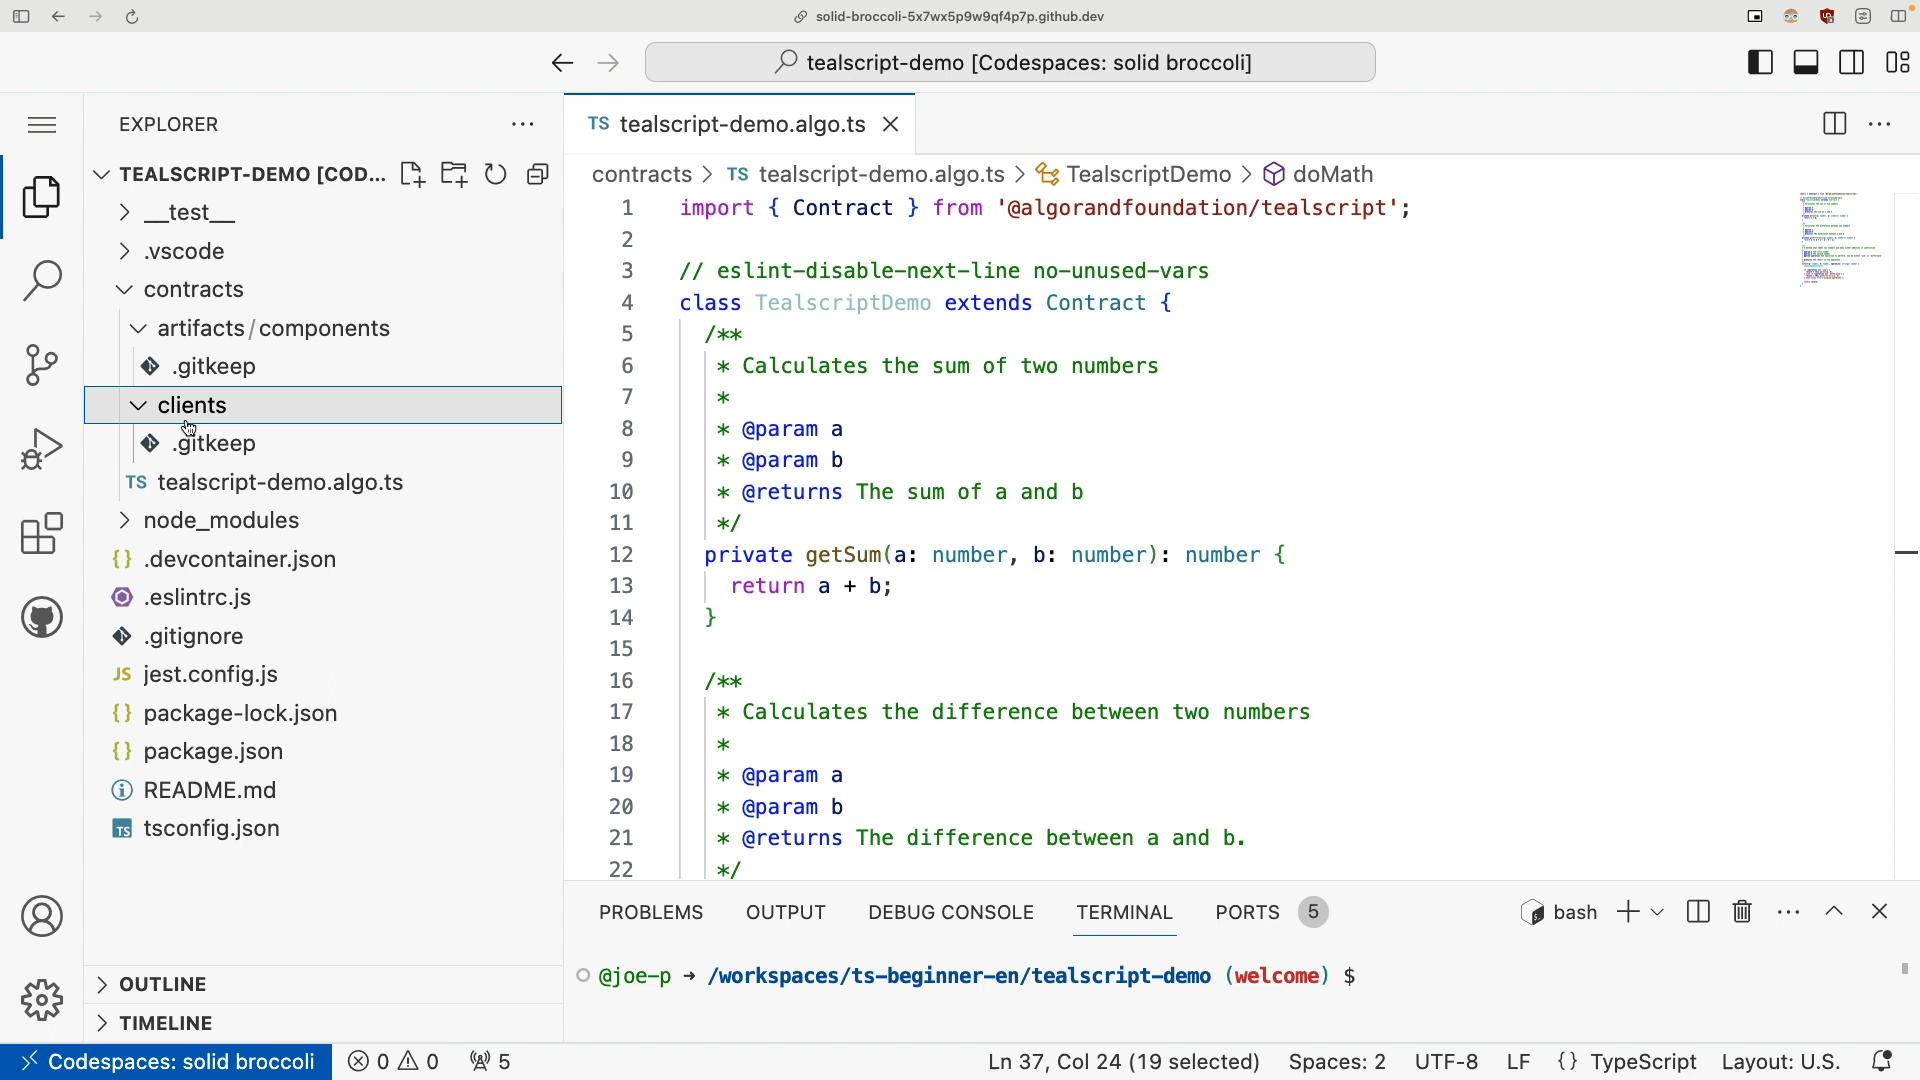 solid-broccoli-5x7wx5p9w9qf4p7p.github.dev
tealscript-demo [Codespaces: solid broccoli]
EXPLORER
TEALSCRIPT-DEMO [COD...
__test__
.vscode
contracts
artifacts / components
.gitkeep
clients
.gitkeep
TS tealscript-demo.algo.ts
node_modules
{} .devcontainer.json
.eslintrc.js
.gitignore
JS jest.config.js
{} package-lock.json
{} package.json
README.md
TS tsconfig.json
OUTLINE
TIMELINE
TS tealscript-demo.algo.ts
contracts > TS tealscript-demo.algo.ts > TealscriptDemo > doMath
1 import { Contract } from '@algorandfoundation/tealscript';
2
3 // eslint-disable-next-line no-unused-vars
4 class TealscriptDemo extends Contract {
5 /**
6 * Calculates the sum of two numbers
7 *
8 * @param a
9 * @param b
10 * @returns The sum of a and b
11 */
12 private getSum(a: number, b: number): number {
13 return a + b;
14 }
15
16 /**
17 * Calculates the difference between two numbers
18 *
19 * @param a
20 * @param b
21 * @returns The difference between a and b.
22 */
PROBLEMS OUTPUT DEBUG CONSOLE TERMINAL PORTS 5 bash
@joe-p → /workspaces/ts-beginner-en/tealscript-demo (welcome) $
Codespaces: solid broccoli 0 0 5 Ln 37, Col 24 (19 selected) Spaces: 2 UTF-8 LF {} TypeScript Layout: U.S.